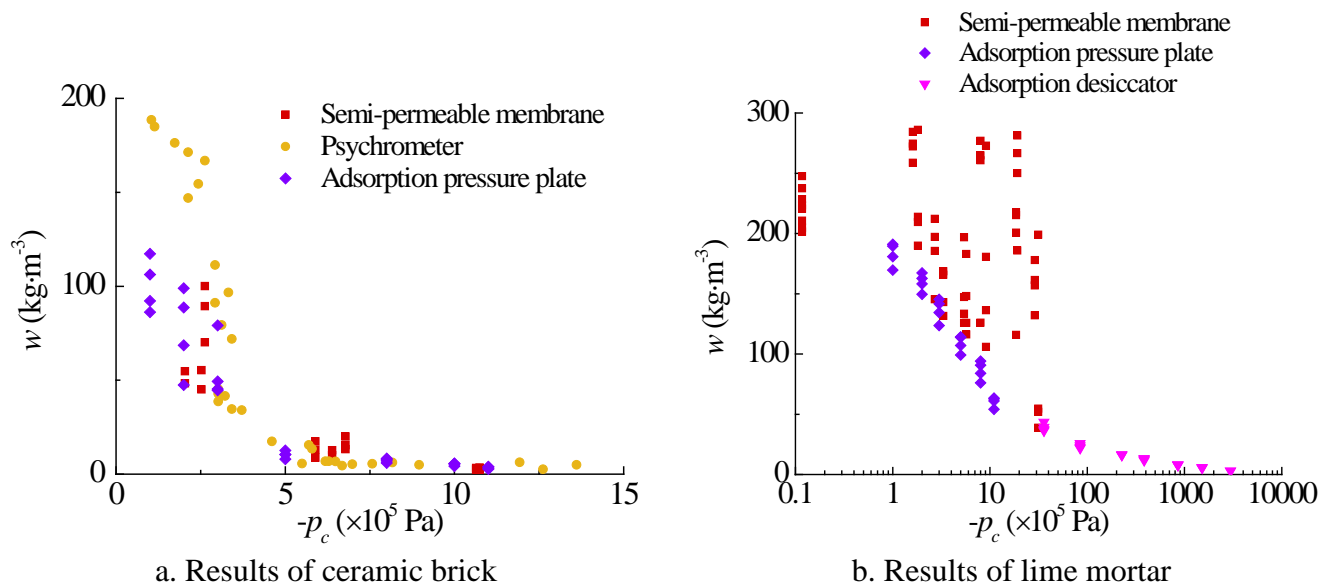 Semi-permeable membrane
Psychrometer
Adsorption pressure plate
200
100
0
w (kg·m⁻³)
0 5 10 15
-p_c (×10⁵ Pa)
a. Results of ceramic brick
Semi-permeable membrane
Adsorption pressure plate
Adsorption desiccator
300
200
100
0
w (kg·m⁻³)
0.1 1 10 100 1000 10000
-p_c (×10⁵ Pa)
b. Results of lime mortar